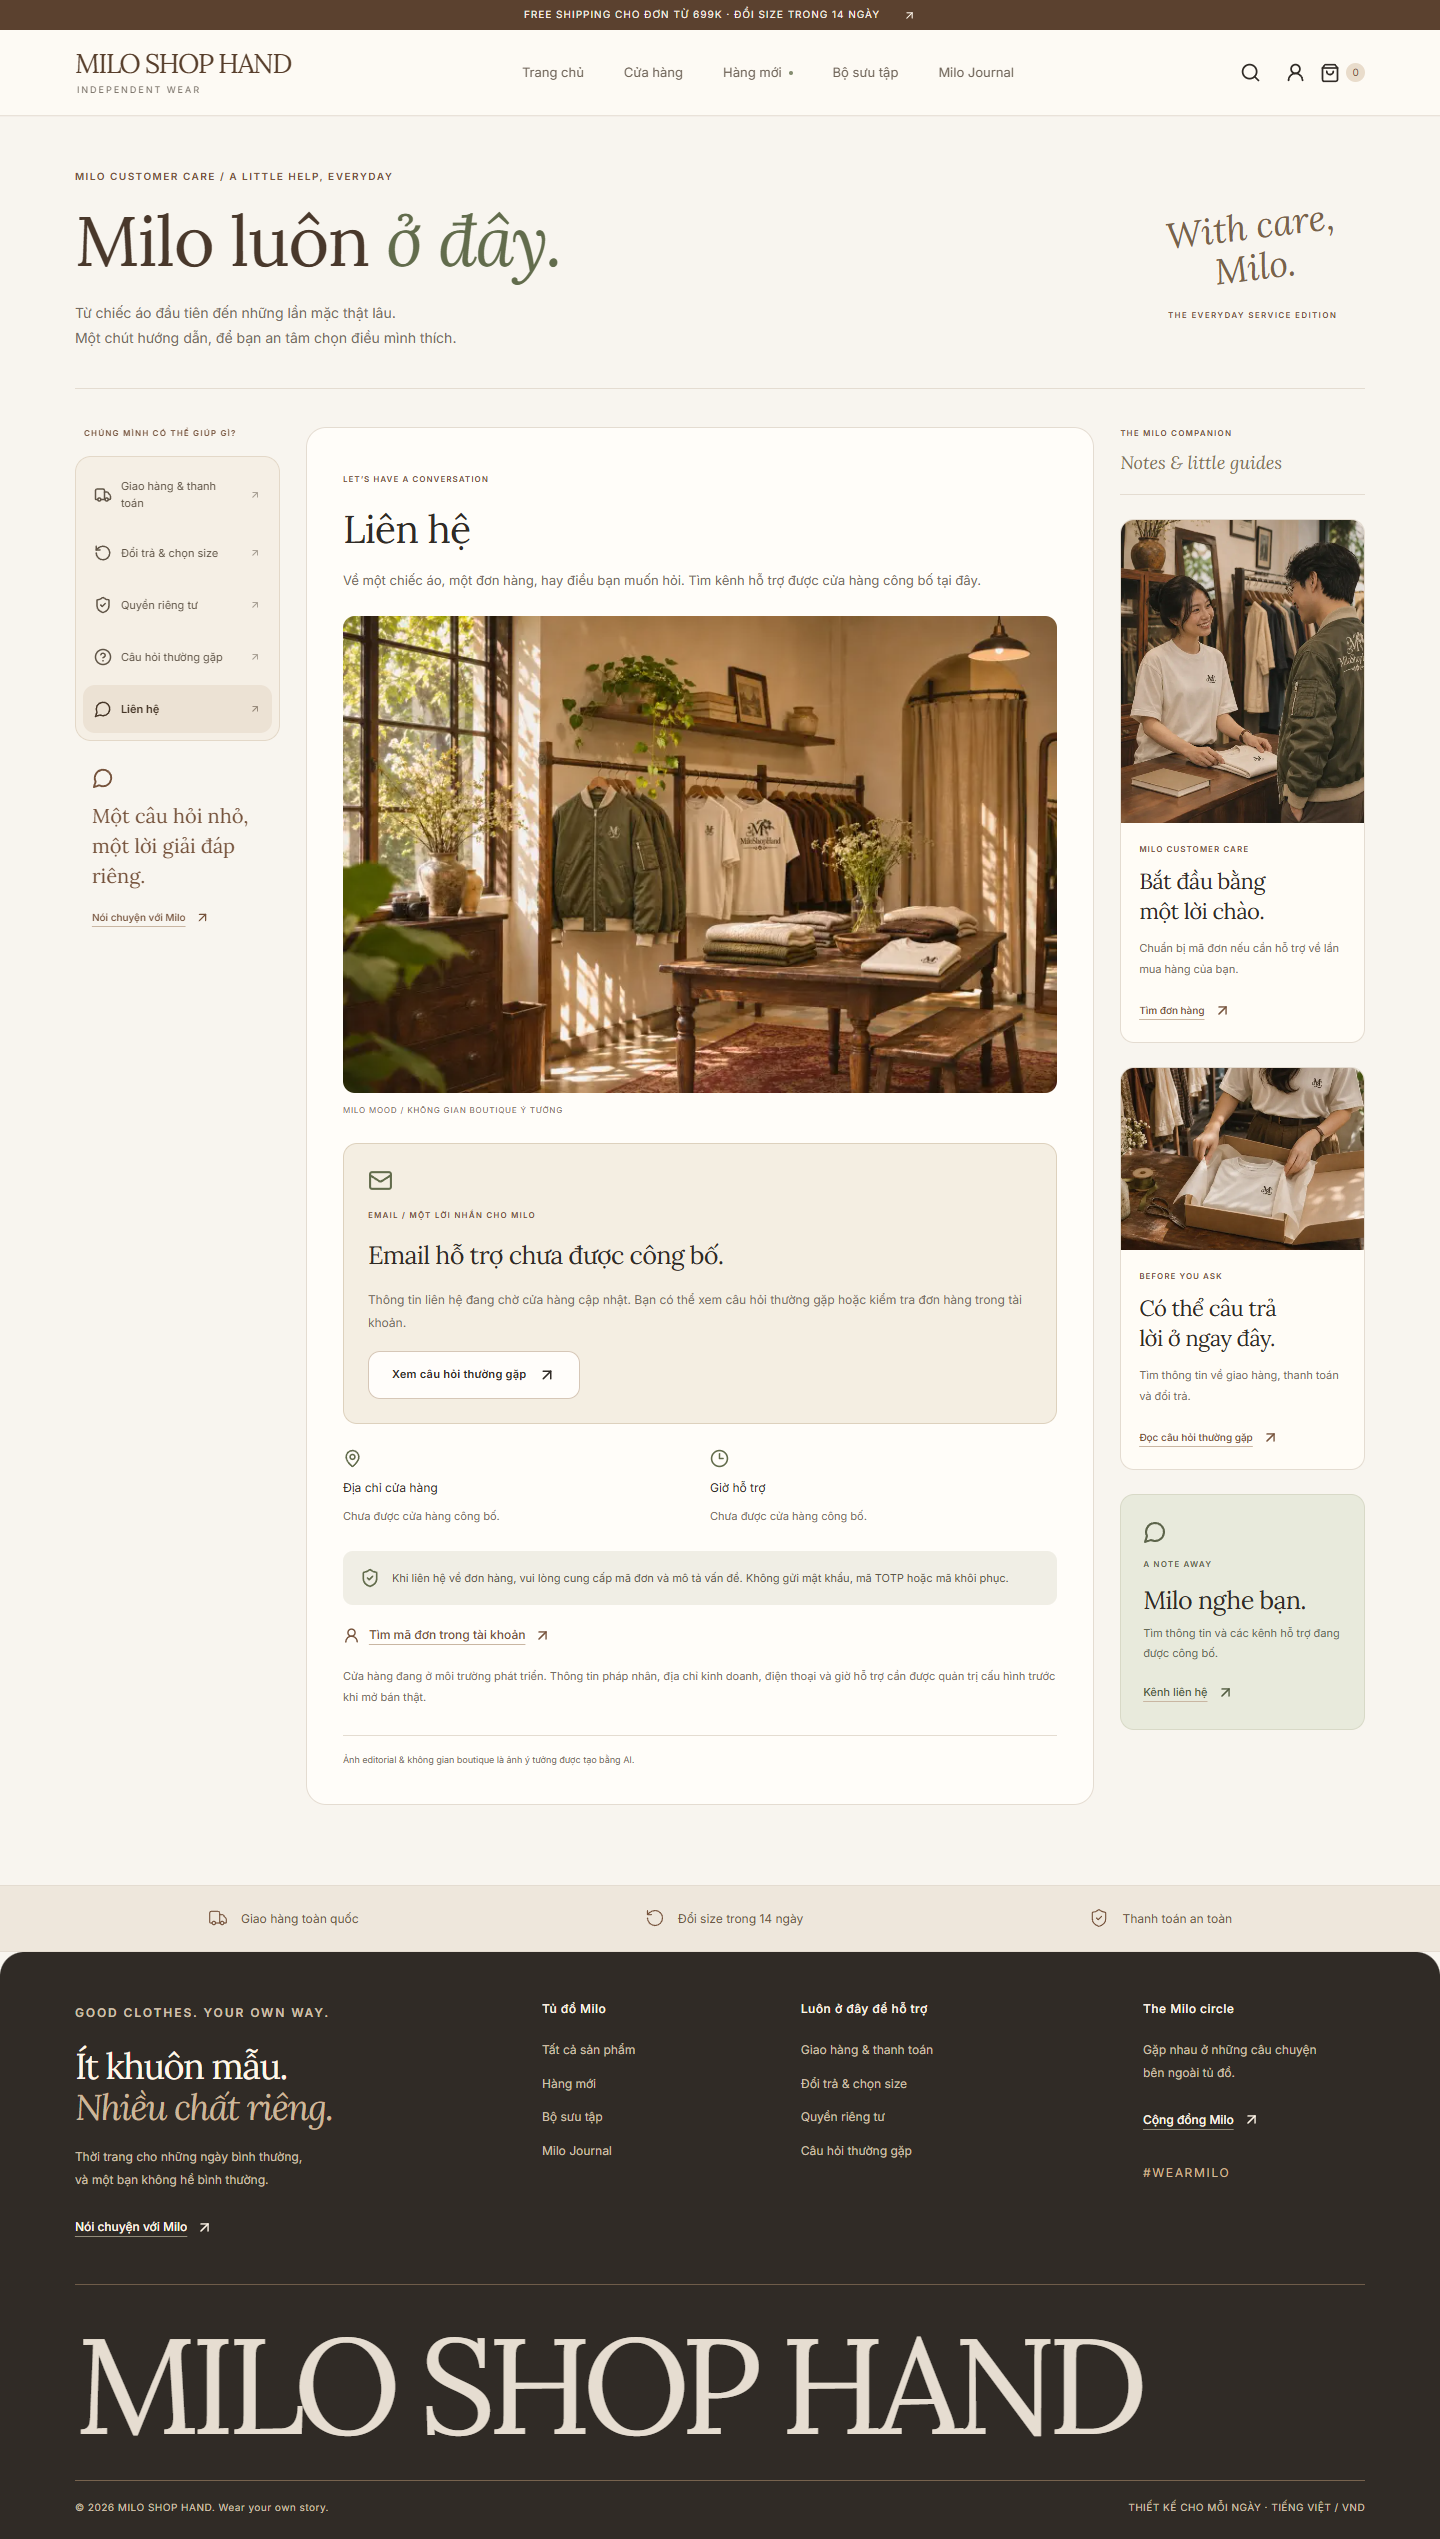 FREE SHIPPING CHO ĐƠN TỪ 699K · ĐỔI SIZE TRONG 14 NGÀY
MILO SHOP HAND
INDEPENDENT WEAR
Trang chủ
Cửa hàng
Hàng mới
Bộ sưu tập
Milo Journal
0
MILO CUSTOMER CARE / A LITTLE HELP, EVERYDAY
Milo luôn ở đây.
Từ chiếc áo đầu tiên đến những lần mặc thật lâu.
Một chút hướng dẫn, để bạn an tâm chọn điều mình thích.
With care,
Milo.
THE EVERYDAY SERVICE EDITION
CHÚNG MÌNH CÓ THỂ GIÚP GÌ?
Giao hàng & thanh
toán
Đổi trả & chọn size
Quyền riêng tư
Câu hỏi thường gặp
Liên hệ
Một câu hỏi nhỏ,
một lời giải đáp
riêng.
Nói chuyện với Milo
LET'S HAVE A CONVERSATION
Liên hệ
Về một chiếc áo, một đơn hàng, hay điều bạn muốn hỏi. Tìm kênh hỗ trợ được cửa hàng công bố tại đây.
M
MiloShopHand
MILO MOOD / KHÔNG GIAN BOUTIQUE Ý TƯỞNG
EMAIL / MỘT LỜI NHẮN CHO MILO
Email hỗ trợ chưa được công bố.
Thông tin liên hệ đang chờ cửa hàng cập nhật. Bạn có thể xem câu hỏi thường gặp hoặc kiểm tra đơn hàng trong tài
khoản.
Xem câu hỏi thường gặp
Địa chỉ cửa hàng
Chưa được cửa hàng công bố.
Giờ hỗ trợ
Chưa được cửa hàng công bố.
Khi liên hệ về đơn hàng, vui lòng cung cấp mã đơn và mô tả vấn đề. Không gửi mật khẩu, mã TOTP hoặc mã khôi phục.
Tìm mã đơn trong tài khoản
Cửa hàng đang ở môi trường phát triển. Thông tin pháp nhân, địa chỉ kinh doanh, điện thoại và giờ hỗ trợ cần được quản trị cấu hình trước
khi mở bán thật.
Ảnh editorial & không gian boutique là ảnh ý tưởng được tạo bằng AI.
THE MILO COMPANION
Notes & little guides
MILO CUSTOMER CARE
Bắt đầu bằng
một lời chào.
Chuẩn bị mã đơn nếu cần hỗ trợ về lần
mua hàng của bạn.
Tìm đơn hàng
BEFORE YOU ASK
Có thể câu trả
lời ở ngay đây.
Tìm thông tin về giao hàng, thanh toán
và đổi trả.
Đọc câu hỏi thường gặp
A NOTE AWAY
Milo nghe bạn.
Tìm thông tin và các kênh hỗ trợ đang
được công bố.
Kênh liên hệ
Giao hàng toàn quốc
Đổi size trong 14 ngày
Thanh toán an toàn
GOOD CLOTHES. YOUR OWN WAY.
Ít khuôn mẫu.
Nhiều chất riêng.
Thời trang cho những ngày bình thường,
và một bạn không hề bình thường.
Nói chuyện với Milo
Tủ đồ Milo
Tất cả sản phẩm
Hàng mới
Bộ sưu tập
Milo Journal
Luôn ở đây để hỗ trợ
Giao hàng & thanh toán
Đổi trả & chọn size
Quyền riêng tư
Câu hỏi thường gặp
The Milo circle
Gặp nhau ở những câu chuyện
bên ngoài tủ đồ.
Cộng đồng Milo
#WEARMILO
MILO SHOP HAND
© 2026 MILO SHOP HAND. Wear your own story.
THIẾT KẾ CHO MỖI NGÀY · TIẾNG VIỆT / VND